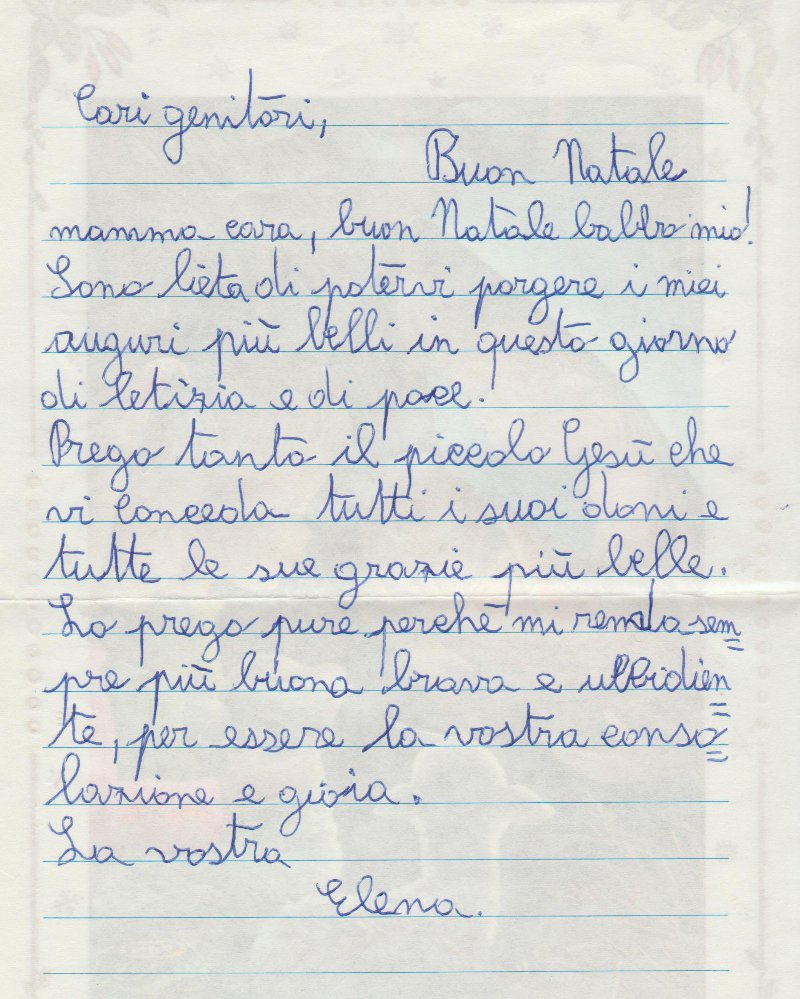 Cari genitori,
Buon Natale
mamma cara, buon Natale babbo mio!
Sono lieta di potervi porgere i miei
auguri più belli in questo giorno
di letizia e di pace.
Prego tanto il piccolo Gesù che
vi conceda tutti i suoi doni e
tutte le sue grazie più belle.
Lo prego pure perché mi renda sem=
pre più buona brava e ubbidien=
te, per essere la vostra conso=
lazione e gioia.
La vostra
Elena.